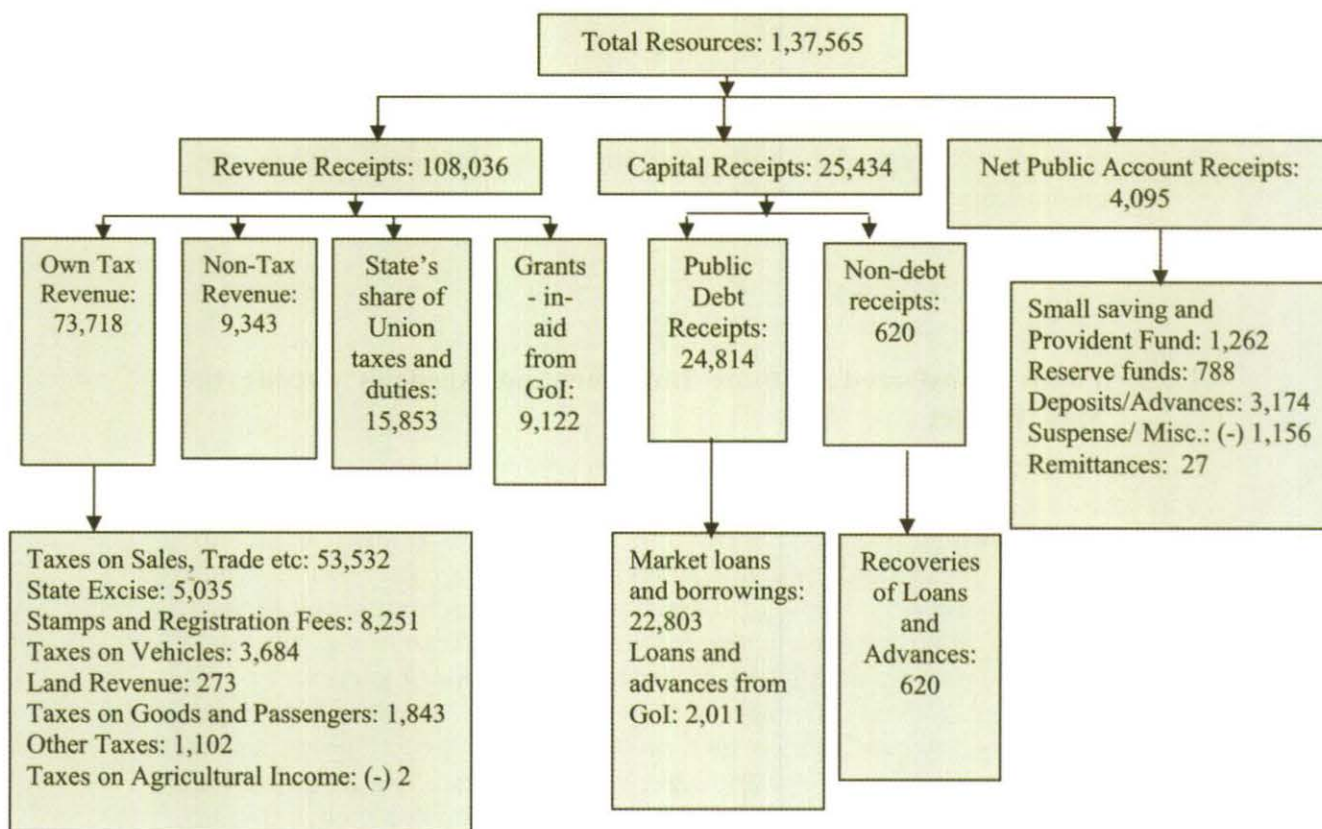 Total Resources: 1,37,565
Revenue Receipts: 108,036
Capital Receipts: 25,434
Net Public Account Receipts:
4,095
Own Tax
Revenue:
73,718
Non-Tax
Revenue:
9,343
State's
share of
Union
taxes and
duties:
15,853
Grants
- in-
aid
from
GoI:
9,122
Public
Debt
Receipts:
24,814
Non-debt
receipts:
620
Small saving and
Provident Fund: 1,262
Reserve funds: 788
Deposits/Advances: 3,174
Suspense/ Misc.: (-) 1,156
Remittances: 27
Taxes on Sales, Trade etc: 53,532
State Excise: 5,035
Stamps and Registration Fees: 8,251
Taxes on Vehicles: 3,684
Land Revenue: 273
Taxes on Goods and Passengers: 1,843
Other Taxes: 1,102
Taxes on Agricultural Income: (-) 2
Market loans
and borrowings:
22,803
Loans and
advances from
GoI: 2,011
Recoveries
of Loans
and
Advances:
620